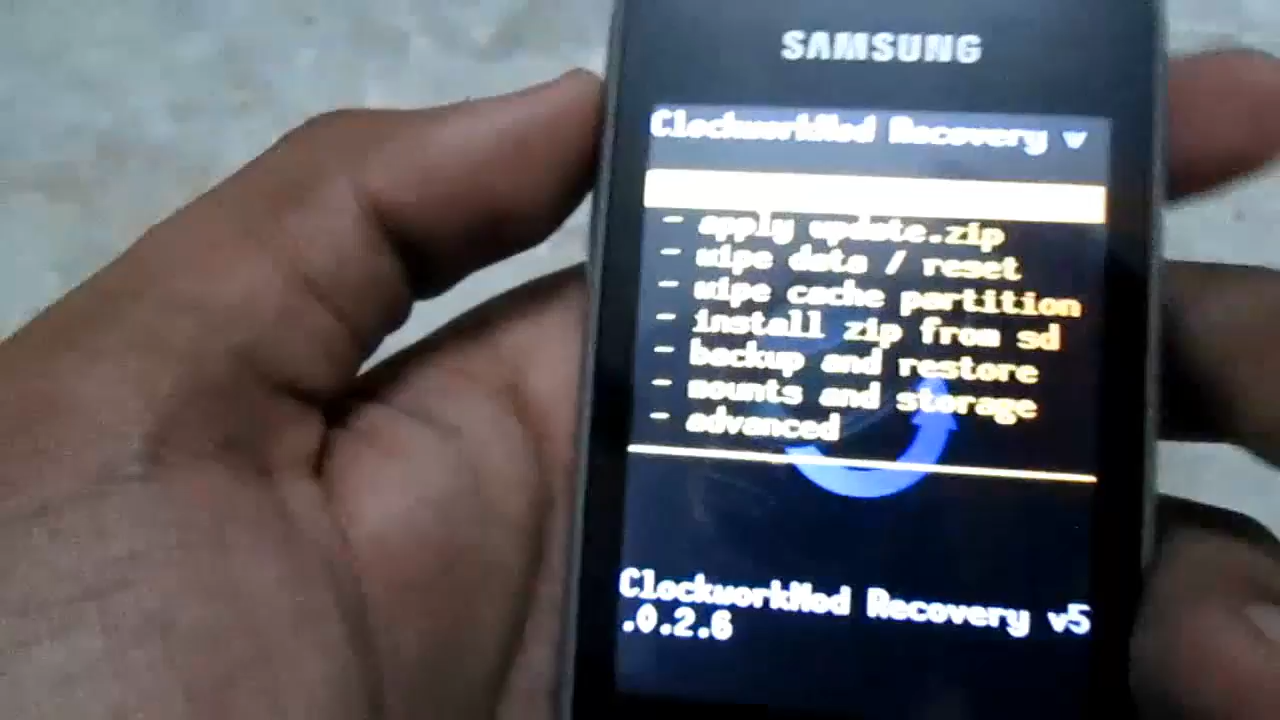 SAMSUNG
ClockworkMod Recovery v
- apply update.zip
- wipe data / reset
- wipe cache partition
- install zip from sd
- backup and restore
- mounts and storage
- advanced
ClockworkMod Recovery v5
.0.2.6